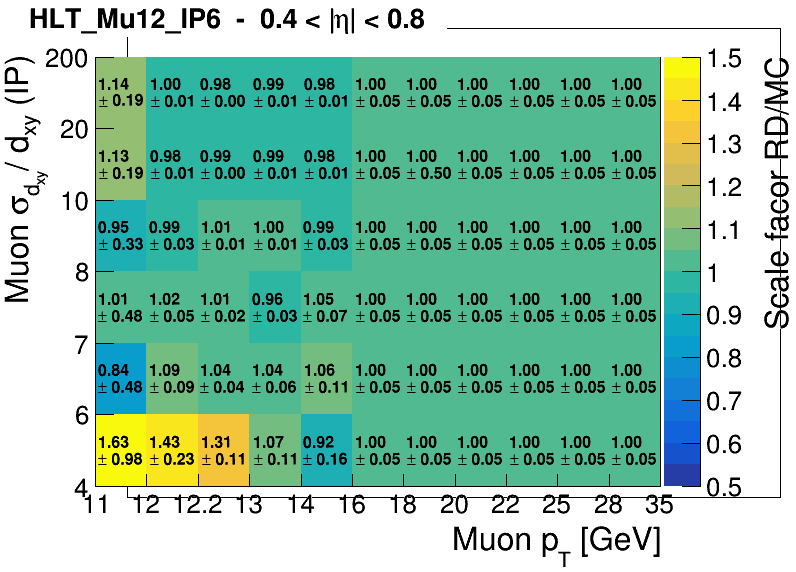 HLT_Mu12_IP6 - 0.4 < |η| < 0.8
200
1.14 1.00 0.98 0.99 0.98 1.00 1.00 1.00 1.00 1.00 1.00
± 0.19 ± 0.01 ± 0.00 ± 0.01 ± 0.01 ± 0.05 ± 0.05 ± 0.05 ± 0.05 ± 0.05 ± 0.05
20
1.13 0.98 0.99 0.99 0.98 1.00 1.00 1.00 1.00 1.00 1.00
± 0.19 ± 0.01 ± 0.00 ± 0.01 ± 0.01 ± 0.05 ± 0.50 ± 0.05 ± 0.05 ± 0.05 ± 0.05
10
0.95 0.99 1.01 1.00 0.99 1.00 1.00 1.00 1.00 1.00 1.00
± 0.33 ± 0.03 ± 0.01 ± 0.01 ± 0.03 ± 0.05 ± 0.05 ± 0.05 ± 0.05 ± 0.05 ± 0.05
8
1.01 1.02 1.01 0.96 1.05 1.00 1.00 1.00 1.00 1.00 1.00
± 0.48 ± 0.05 ± 0.02 ± 0.03 ± 0.07 ± 0.05 ± 0.05 ± 0.05 ± 0.05 ± 0.05 ± 0.05
7
0.84 1.09 1.04 1.04 1.06 1.00 1.00 1.00 1.00 1.00 1.00
± 0.48 ± 0.09 ± 0.04 ± 0.06 ± 0.11 ± 0.05 ± 0.05 ± 0.05 ± 0.05 ± 0.05 ± 0.05
6
1.63 1.43 1.31 1.07 0.92 1.00 1.00 1.00 1.00 1.00 1.00
± 0.98 ± 0.23 ± 0.11 ± 0.11 ± 0.16 ± 0.05 ± 0.05 ± 0.05 ± 0.05 ± 0.05 ± 0.05
4
11 12 12.2 13 14 16 18 20 22 25 28 35
Muon p_T [GeV]
Muon σ_d_xy / d_xy (IP)
1.5
1.4
1.3
1.2
1.1
1
0.9
0.8
0.7
0.6
0.5
Scale facor RD/MC